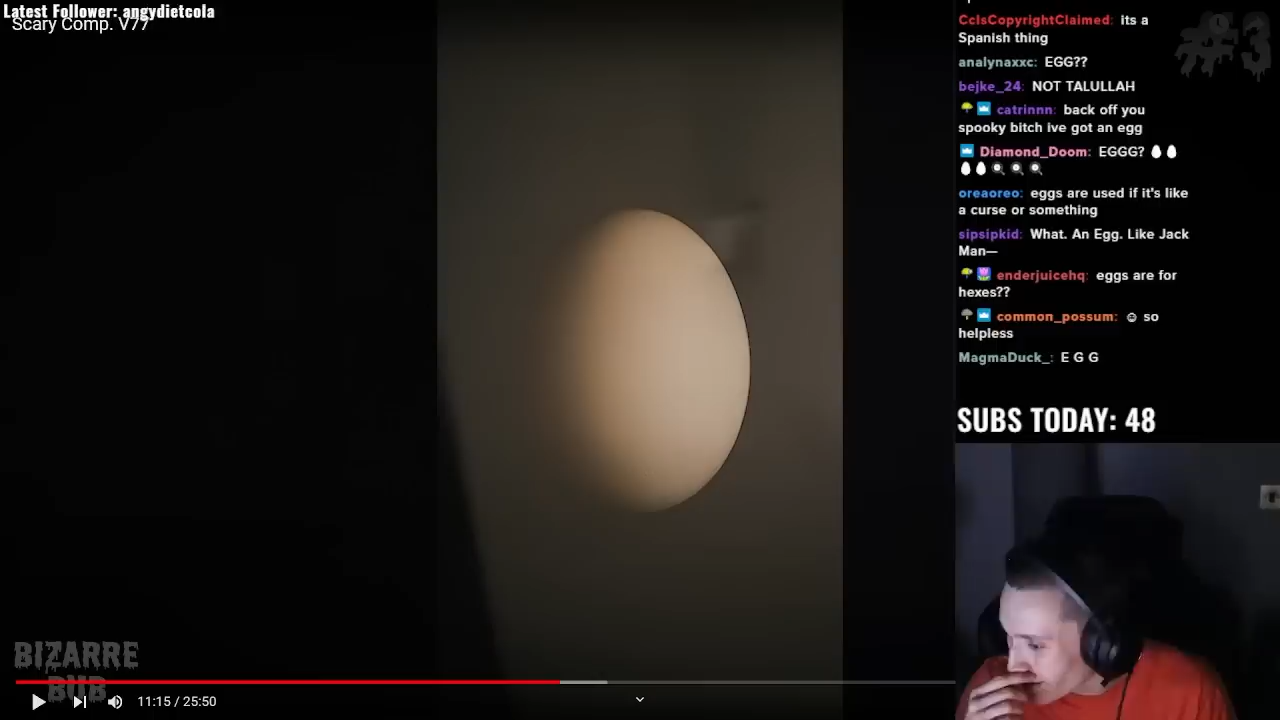 Latest Follower: angydietcola
Scary Comp. V77
#3
CcIsCopyrightClaimed: its a
Spanish thing
analynaxxc: EGG??
bejke_24: NOT TALULLAH
catrinnn: back off you
spooky bitch ive got an egg
Diamond_Doom: EGGG?
oreaoreo: eggs are used if it's like
a curse or something
sipsipkid: What. An Egg. Like Jack
Man—
enderjuicehq: eggs are for
hexes??
common_possum: so
helpless
MagmaDuck_: E G G
SUBS TODAY: 48
BIZARRE
BUB
11:15 / 25:50